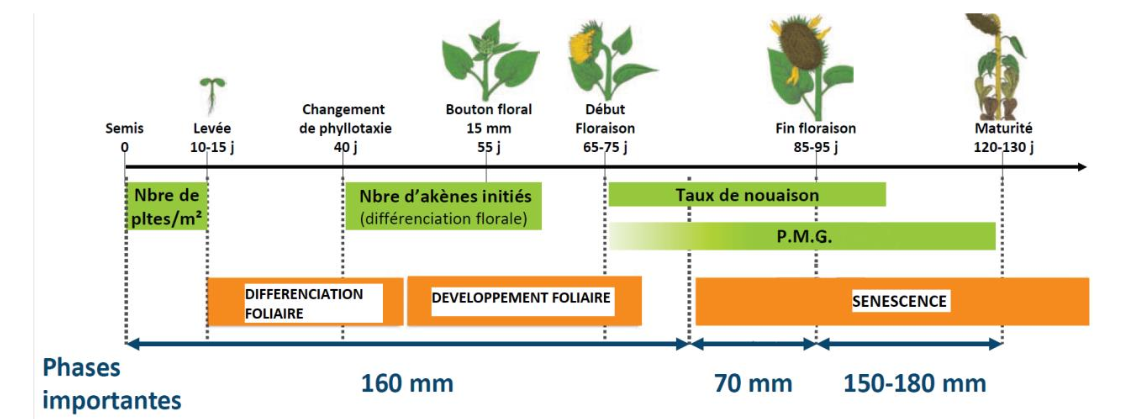 Semis
0
Levée
10-15 j
Changement
de phyllotaxie
40 j
Bouton floral
15 mm
55 j
Début
Floraison
65-75 j
Fin floraison
85-95 j
Maturité
120-130 j
Nbre de
pltes/m²
Nbre d'akènes initiés
(différenciation florale)
Taux de nouaison
P.M.G.
DIFFERENCIATION
FOLIAIRE
DEVELOPPEMENT FOLIAIRE
SENESCENCE
Phases
importantes
160 mm
70 mm
150-180 mm